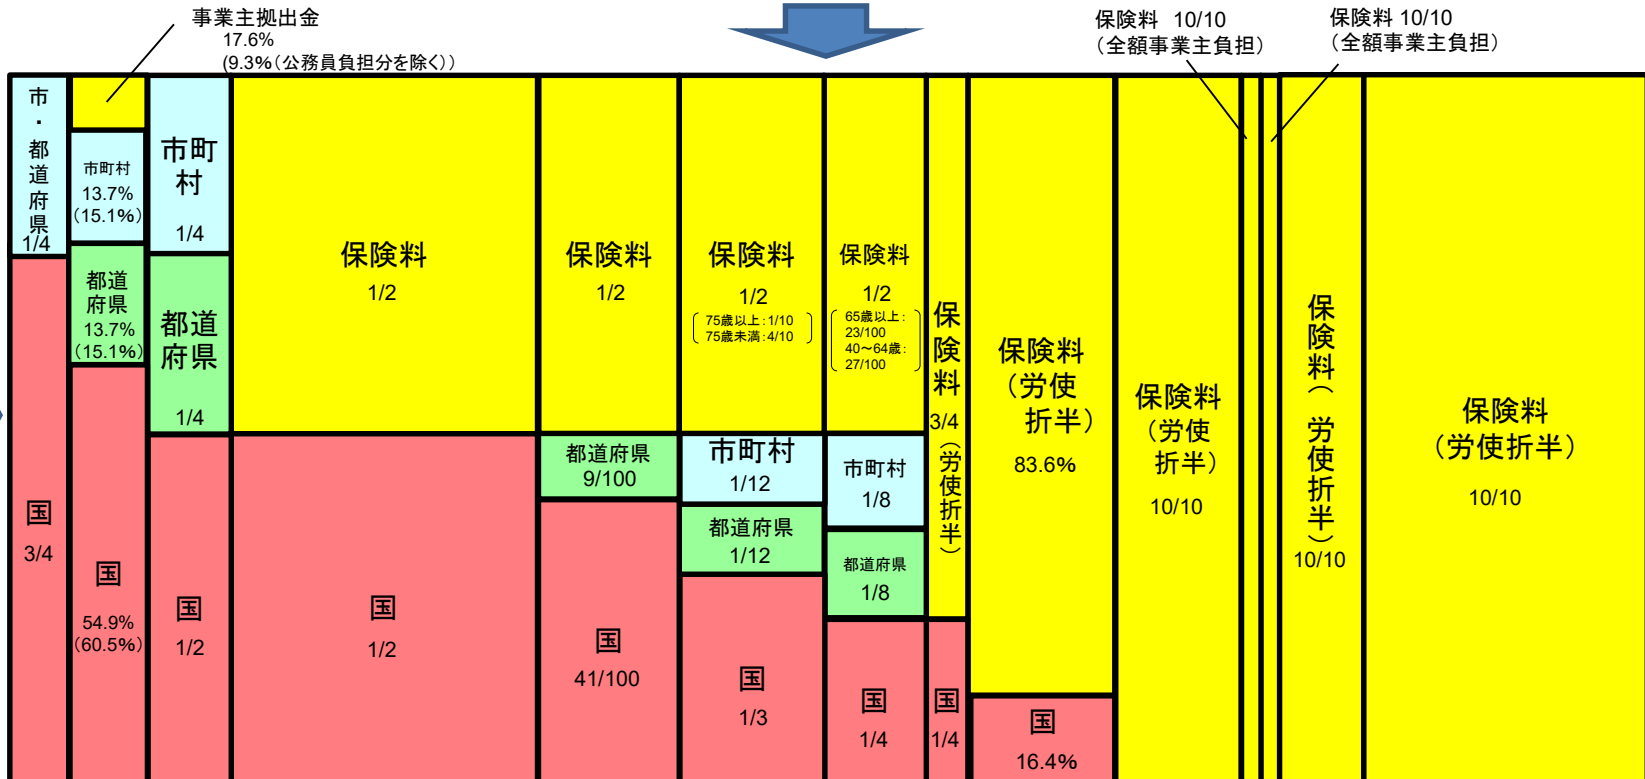 事業主拠出金
17.6%
(9.3%(公務員負担分を除く))
保険料 10/10
(全額事業主負担)
保険料 10/10
(全額事業主負担)
市・都道府県
1/4
国
3/4
市町村
13.7%
(15.1%)
都道
府県
13.7%
(15.1%)
国
54.9%
(60.5%)
市町
村
1/4
都道
府県
1/4
国
1/2
保険料
1/2
国
1/2
保険料
1/2
都道府県
9/100
国
41/100
保険料
1/2
75歳以上:1/10
75歳未満:4/10
市町村
1/12
都道府県
1/12
国
1/3
保険料
1/2
65歳以上:
23/100
40～64歳:
27/100
市町村
1/8
都道府県
1/8
国
1/4
保険料
3/4
(労使折半)
国
1/4
保険料
(労使
折半)
83.6%
国
16.4%
保険料
(労使
折半)
10/10
保険料(労使折半)
10/10
保険料
(労使折半)
10/10